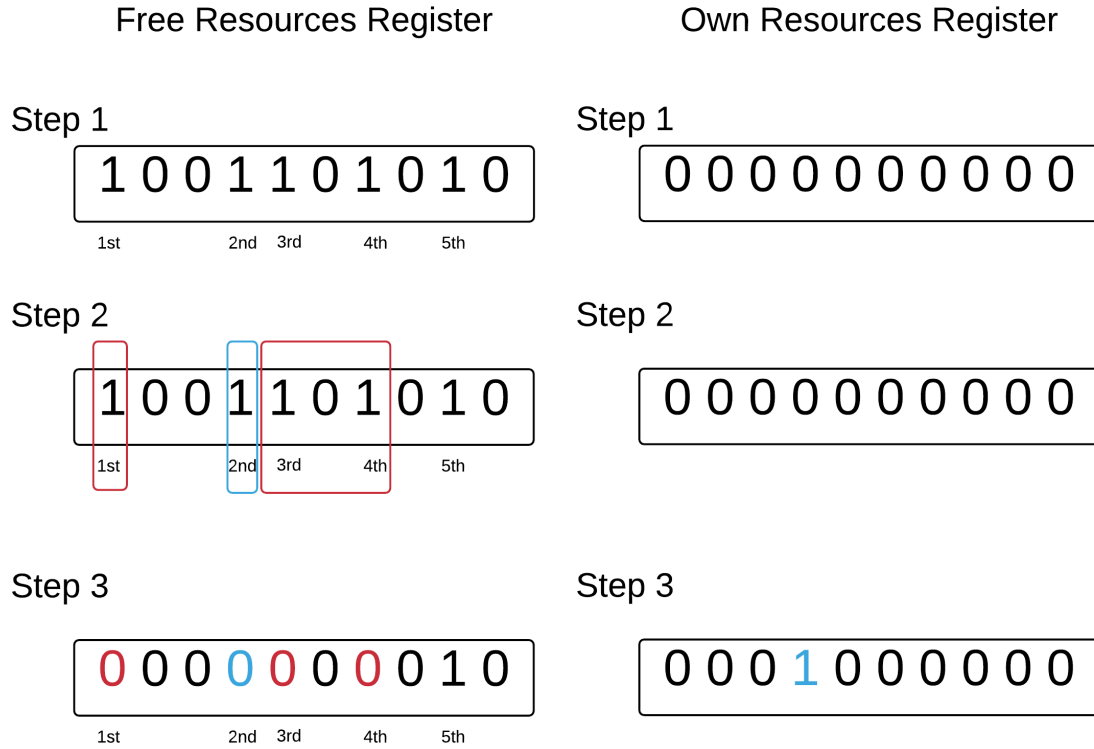 Free Resources Register
Own Resources Register
Step 1
Step 1
1 0 0 1 1 0 1 0 1 0
0 0 0 0 0 0 0 0 0 0
1st 2nd 3rd 4th 5th
Step 2
Step 2
1 0 0 1 1 0 1 0 1 0
0 0 0 0 0 0 0 0 0 0
1st 2nd 3rd 4th 5th
Step 3
Step 3
0 0 0 0 0 0 0 0 1 0
0 0 0 1 0 0 0 0 0 0
1st 2nd 3rd 4th 5th